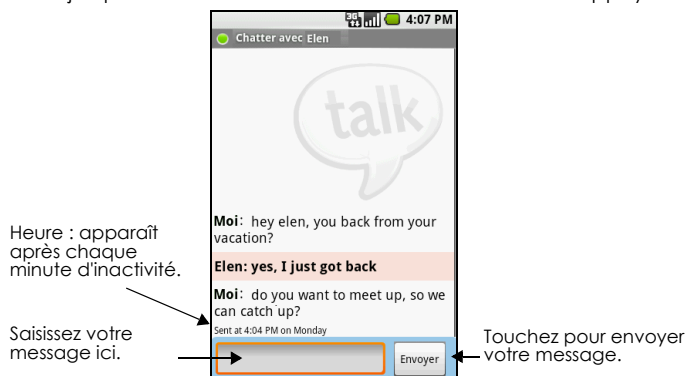 4:07 PM
Chatter avec Elen
talk
Moi: hey elen, you back from your
vacation?
Elen: yes, I just got back
Moi: do you want to meet up, so we
can catch up?
Sent at 4:04 PM on Monday
Envoyer
Heure : apparaît
après chaque
minute d'inactivité.
Saisissez votre
message ici.
Touchez pour envoyer
votre message.